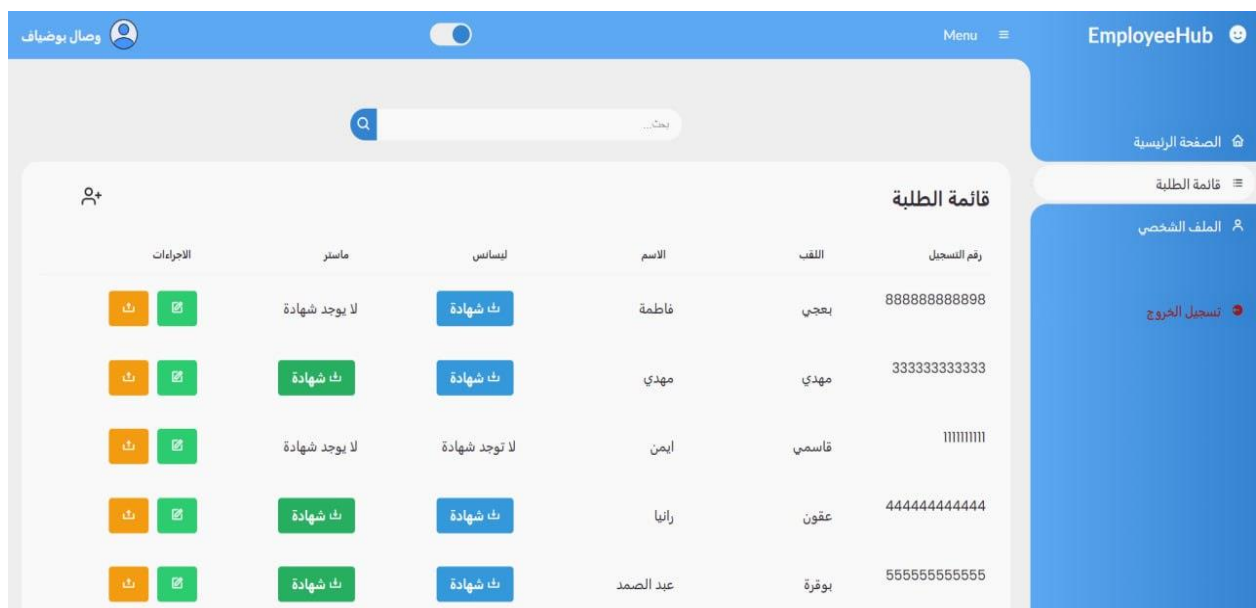 EmployeeHub
Menu
وصال بوضياف
الصفحة الرئيسية
قائمة الطلبة
الملف الشخصي
تسجيل الخروج
بحث...
قائمة الطلبة
رقم التسجيل اللقب الاسم ليسانس ماستر الاجراءات
888888888898 بعجي فاطمة شهادة لا يوجد شهادة
333333333333 مهدي مهدي شهادة شهادة
1111111111 قاسمي ايمن لا توجد شهادة لا يوجد شهادة
444444444444 عقون رانيا شهادة شهادة
555555555555 بوقرة عبد الصمد شهادة شهادة